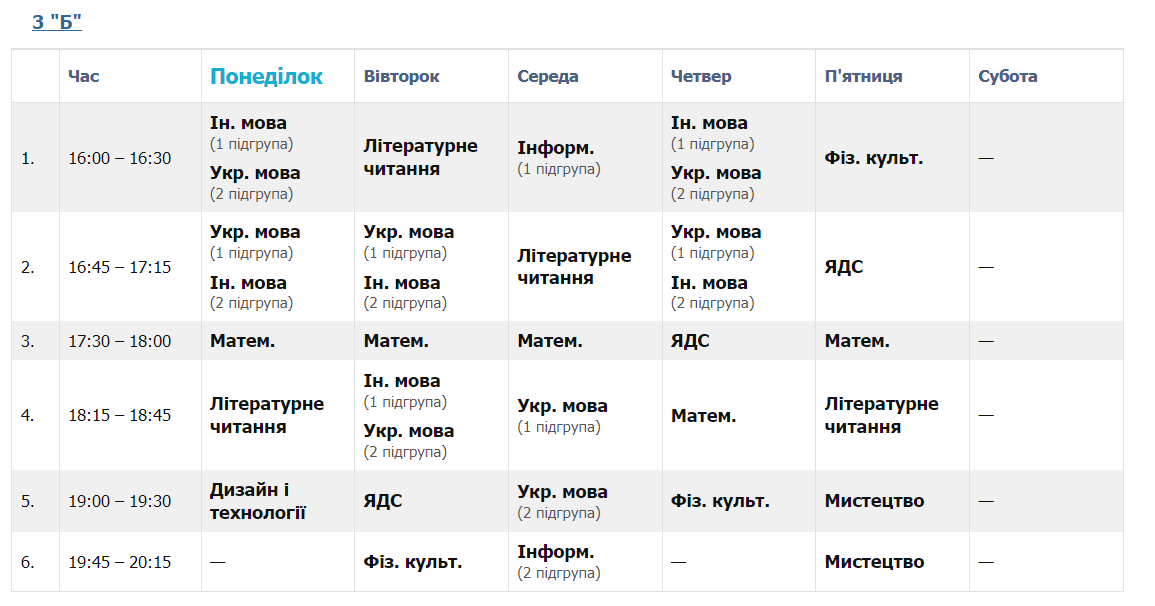 3 "Б"
Час Понеділок Вівторок Середа Четвер П'ятниця Субота
1. 16:00 – 16:30
Ін. мова
(1 підгрупа)
Укр. мова
(2 підгрупа)
Літературне
читання
Інформ.
(1 підгрупа)
Ін. мова
(1 підгрупа)
Укр. мова
(2 підгрупа)
Фіз. культ.
—
2. 16:45 – 17:15
Укр. мова
(1 підгрупа)
Ін. мова
(2 підгрупа)
Укр. мова
(1 підгрупа)
Ін. мова
(2 підгрупа)
Літературне
читання
Укр. мова
(1 підгрупа)
Ін. мова
(2 підгрупа)
ЯДС
—
3. 17:30 – 18:00 Матем. Матем. Матем. ЯДС Матем. —
4. 18:15 – 18:45
Літературне
читання
Ін. мова
(1 підгрупа)
Укр. мова
(2 підгрупа)
Укр. мова
(1 підгрупа)
Матем.
Літературне
читання
—
5. 19:00 – 19:30
Дизайн і
технології
ЯДС
Укр. мова
(2 підгрупа)
Фіз. культ.
Мистецтво
—
6. 19:45 – 20:15
—
Фіз. культ.
Інформ.
(2 підгрупа)
—
Мистецтво
—